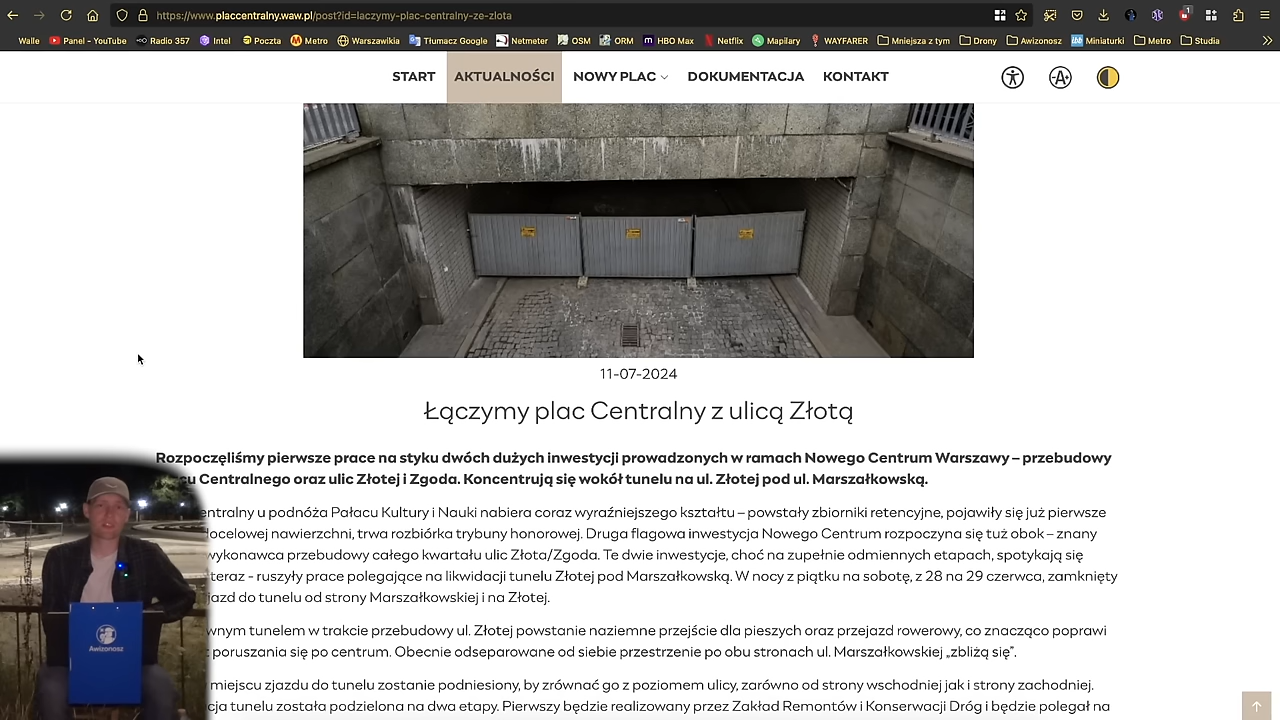 https://www.placcentralny.waw.pl/post?id=laczymy-plac-centralny-ze-zlota
Walle Panel - YouTube Radio 357 Intel Poczta Metro Warszawikia Tłumacz Google Netmeter OSM ORM HBO Max Netflix Mapilary WAYFARER Mniejsza z tym Drony Awizonosz Miniaturki Metro Studia
START AKTUALNOŚCI NOWY PLAC DOKUMENTACJA KONTAKT
11-07-2024
Łączymy plac Centralny z ulicą Złotą
Rozpoczęliśmy pierwsze prace na styku dwóch dużych inwestycji prowadzonych w ramach Nowego Centrum Warszawy – przebudowy
Centralnego oraz ulic Złotej i Zgoda. Koncentrują się wokół tunelu na ul. Złotej pod ul. Marszałkowską.
entralny u podnóża Pałacu Kultury i Nauki nabiera coraz wyraźniejszego kształtu – powstały zbiorniki retencyjne, pojawiły się już pierwsze
docelowej nawierzchni, trwa rozbiórka trybuny honorowej. Druga flagowa inwestycja Nowego Centrum rozpoczyna się tuż obok – znany
wykonawca przebudowy całego kwartału ulic Złota/Zgoda. Te dwie inwestycje, choć na zupełnie odmiennych etapach, spotykają się
teraz - ruszyły prace polegające na likwidacji tunelu Złotej pod Marszałkowską. W nocy z piątku na sobotę, z 28 na 29 czerwca, zamknięty
jazd do tunelu od strony Marszałkowskiej i na Złotej.
wnym tunelem w trakcie przebudowy ul. Złotej powstanie naziemne przejście dla pieszych oraz przejazd rowerowy, co znacząco poprawi
poruszania się po centrum. Obecnie odseparowane od siebie przestrzenie po obu stronach ul. Marszałkowskiej „zbliżą się”.
miejscu zjazdu do tunelu zostanie podniesiony, by zrównać go z poziomem ulicy, zarówno od strony wschodniej jak i strony zachodniej.
cja tunelu została podzielona na dwa etapy. Pierwszy będzie realizowany przez Zakład Remontów i Konserwacji Dróg i będzie polegał na
Awizonosz